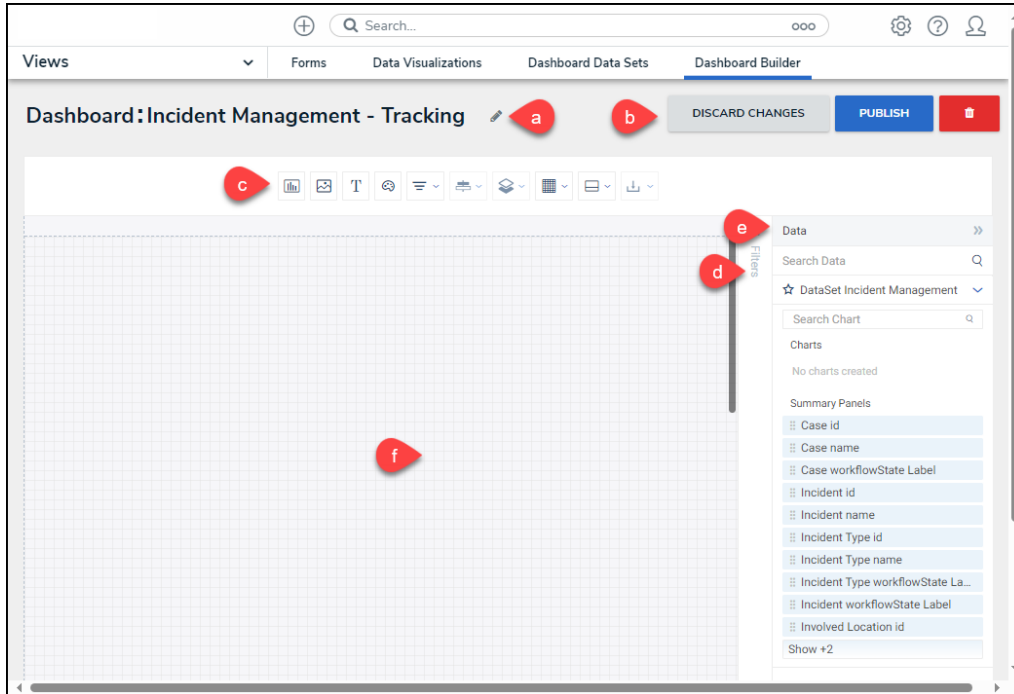 Search...
ooo
Views
Forms
Data Visualizations
Dashboard Data Sets
Dashboard Builder
Dashboard:Incident Management - Tracking
a
b
DISCARD CHANGES
PUBLISH
c
T
e
Data
Filters
d
Search Data
DataSet Incident Management
Search Chart
Charts
No charts created
Summary Panels
Case id
Case name
Case workflowState Label
f
Incident id
Incident name
Incident Type id
Incident Type name
Incident Type workflowState La...
Incident workflowState Label
Involved Location id
Show +2